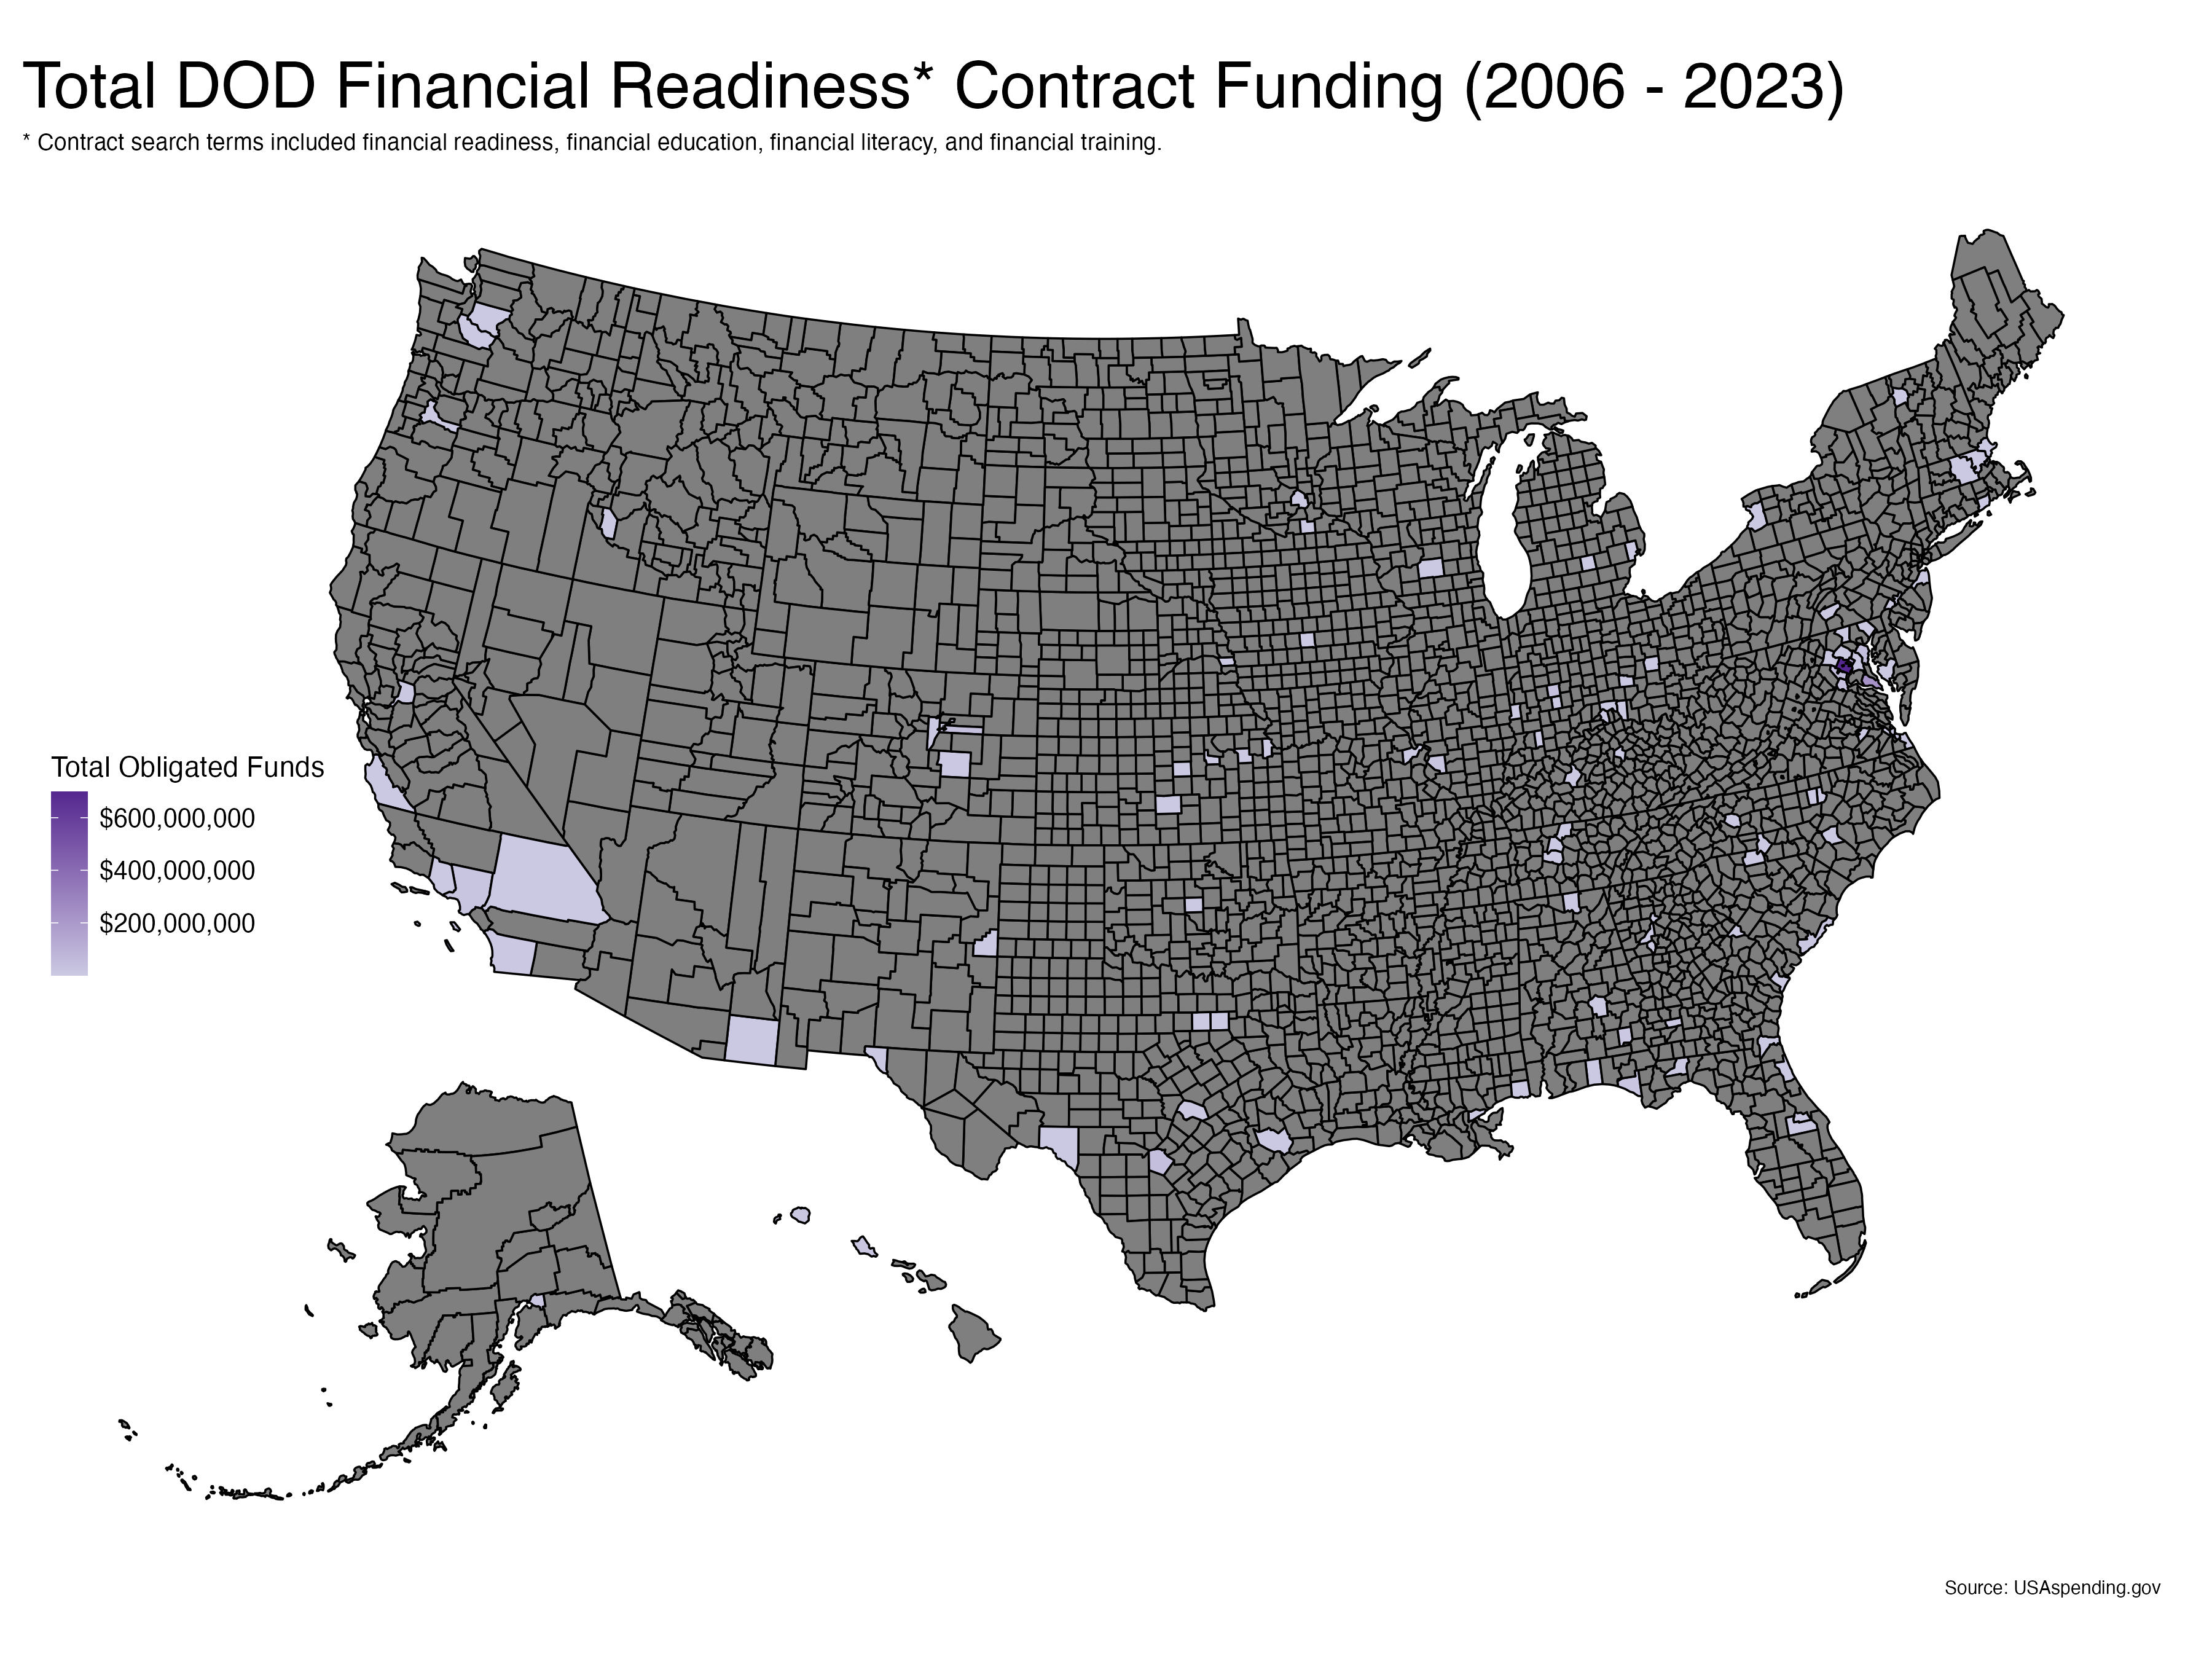 Total DOD Financial Readiness* Contract Funding (2006 - 2023)
* Contract search terms included financial readiness, financial education, financial literacy, and financial training.
Total Obligated Funds
$600,000,000
$400,000,000
$200,000,000
Source: USAspending.gov